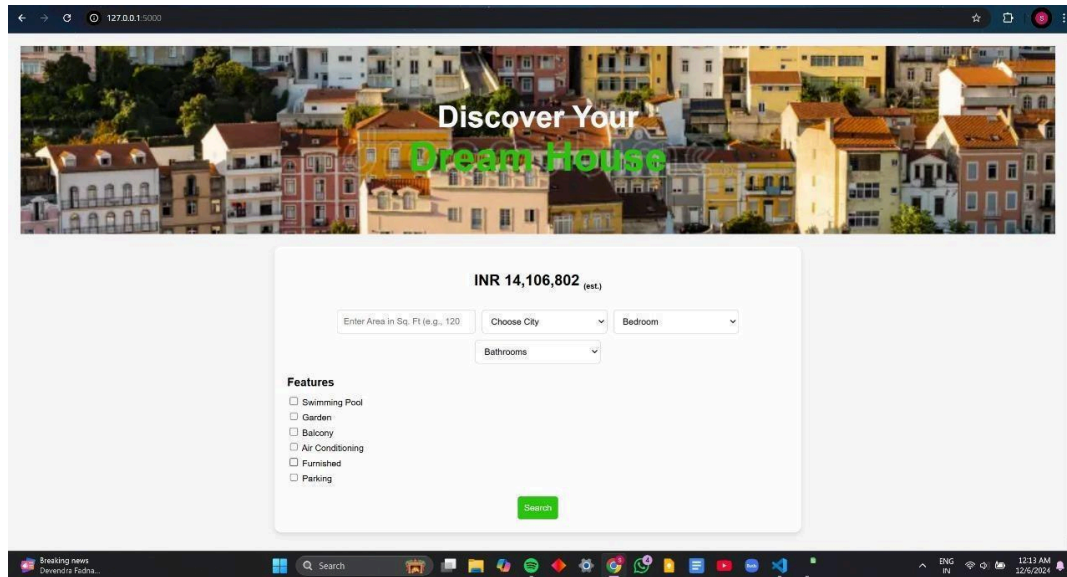 127.0.0.1:5000
S
Discover Your
Dream House
INR 14,106,802 (est.)
Enter Area in Sq. Ft (e.g., 120
Choose City
Bedroom
Bathrooms
Features
Swimming Pool
Garden
Balcony
Air Conditioning
Furnished
Parking
Search
Breaking news
Devendra Fadna...
Search
ENG
IN
12:13 AM
12/6/2024